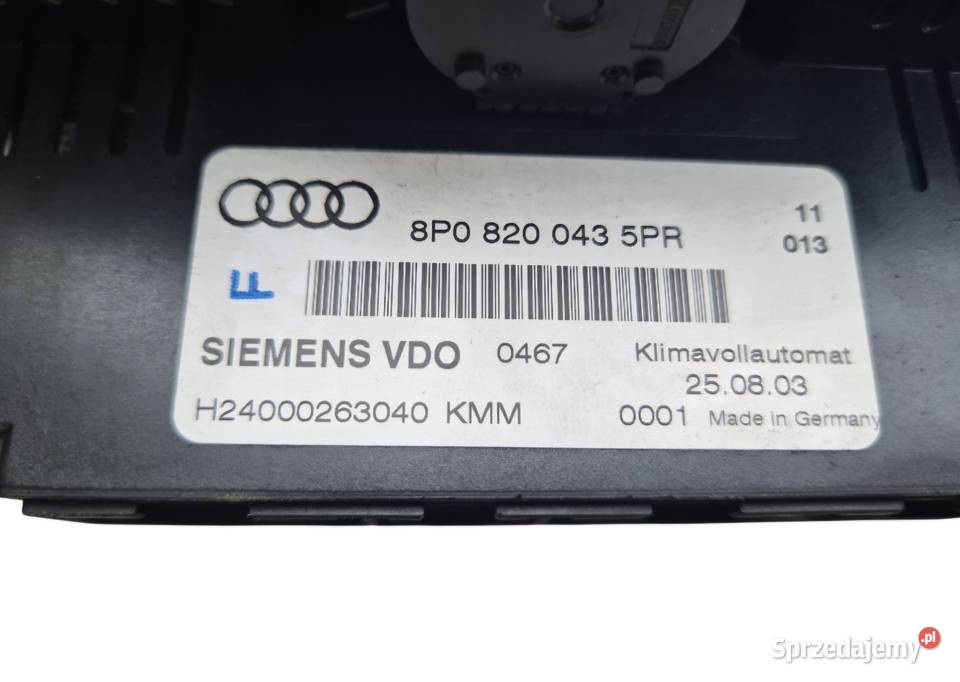 8P0 820 043 5PR
11
013
F
SIEMENS VDO 0467 Klimavollautomat
25.08.03
H24000263040 KMM 0001 Made in Germany
Sprzedajemy .pl